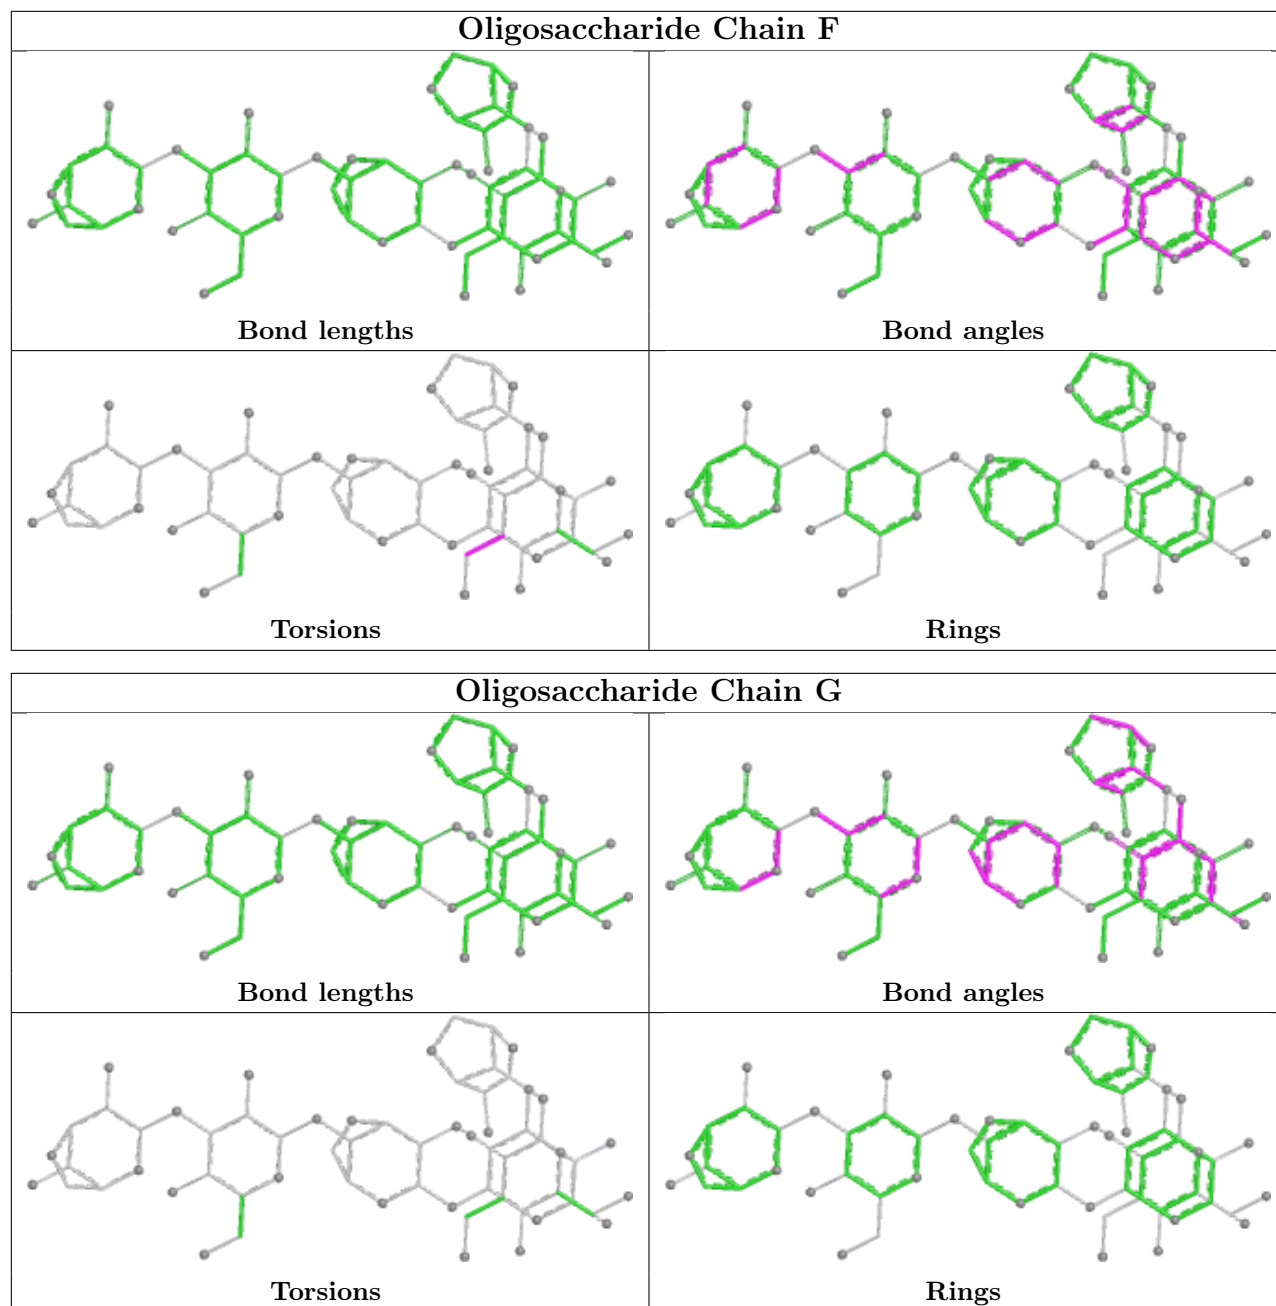 Oligosaccharide Chain F
Bond lengths
Bond angles
Torsions
Rings
Oligosaccharide Chain G
Bond lengths
Bond angles
Torsions
Rings